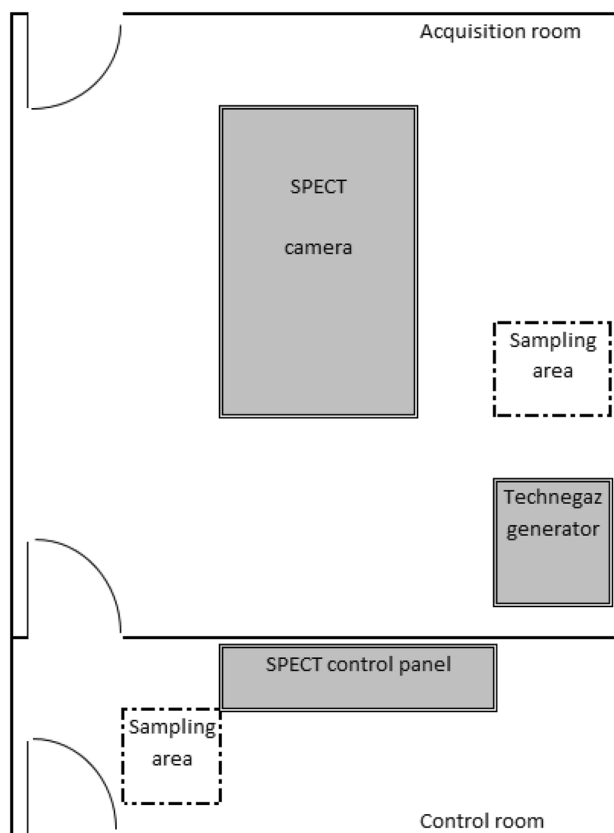 Acquisition room
SPECT
camera
Sampling
area
Technegaz
generator
SPECT control panel
Sampling
area
Control room